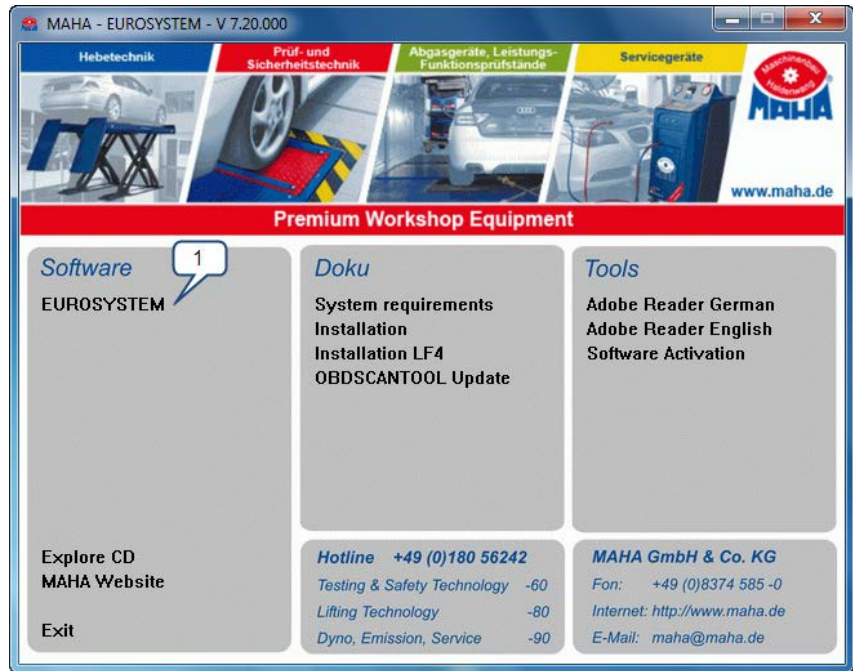 MAHA - EUROSYSTEM - V 7.20.000
Hebetechnik
Prüf- und
Sicherheitstechnik
Abgasgeräte, Leistungs-
Funktionsprüfstände
Servicegeräte
Maschinenbau
Haldenwang
MAHA
www.maha.de
Premium Workshop Equipment
Software
1
EUROSYSTEM
Explore CD
MAHA Website
Exit
Doku
System requirements
Installation
Installation LF4
OBDSCANTOOL Update
Tools
Adobe Reader German
Adobe Reader English
Software Activation
Hotline +49 (0)180 56242
Testing & Safety Technology -60
Lifting Technology -80
Dyno, Emission, Service -90
MAHA GmbH & Co. KG
Fon: +49 (0)8374 585 -0
Internet: http://www.maha.de
E-Mail: maha@maha.de